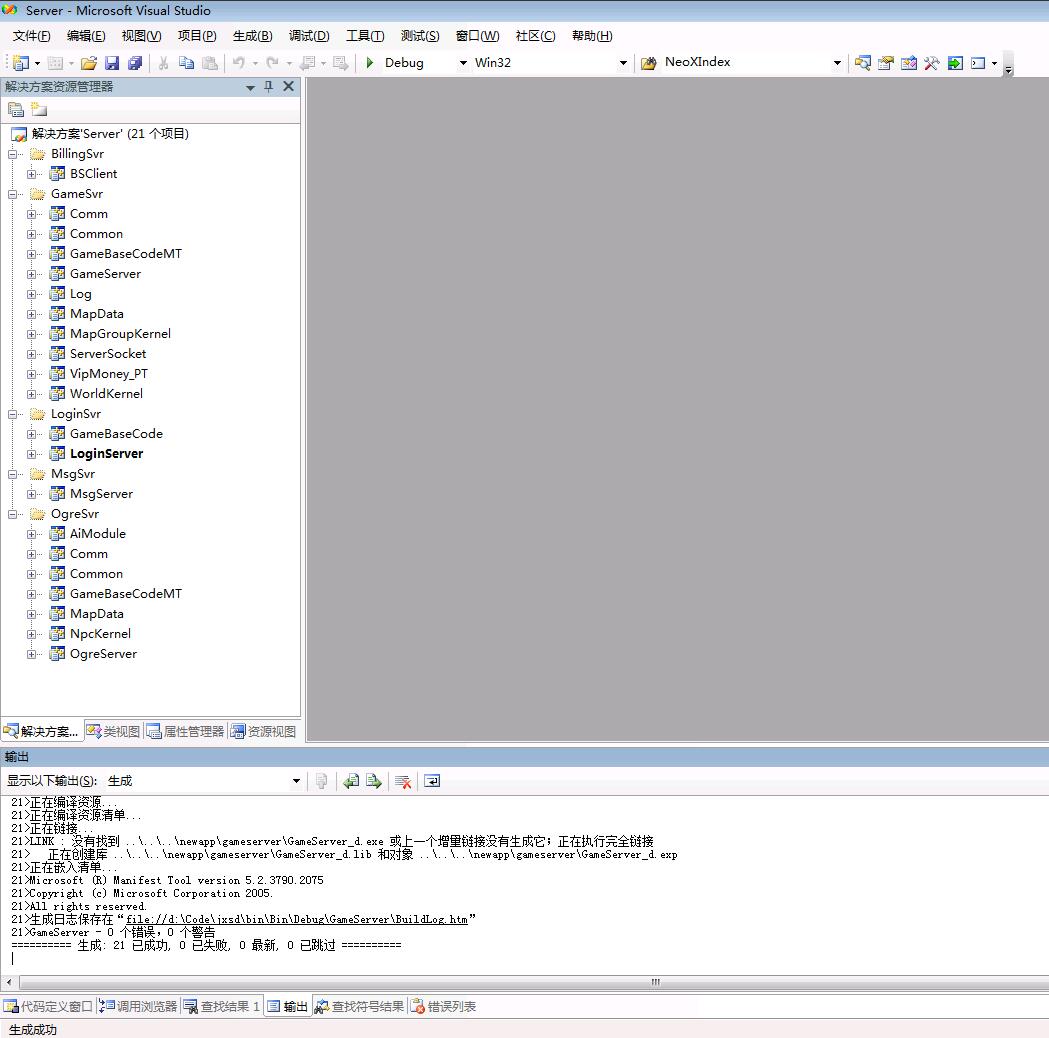 Server - Microsoft Visual Studio
文件(F) 编辑(E) 视图(V) 项目(P) 生成(B) 调试(D) 工具(T) 测试(S) 窗口(W) 社区(C) 帮助(H)
Debug Win32 NeoXIndex
解决方案资源管理器
解决方案'Server' (21 个项目)
BillingSvr
BSClient
GameSvr
Comm
Common
GameBaseCodeMT
GameServer
Log
MapData
MapGroupKernel
ServerSocket
VipMoney_PT
WorldKernel
LoginSvr
GameBaseCode
LoginServer
MsgSvr
MsgServer
OgreSvr
AiModule
Comm
Common
GameBaseCodeMT
MapData
NpcKernel
OgreServer
解决方案... 类视图 属性管理器 资源视图
输出
显示以下输出(S): 生成
21>正在编译资源...
21>正在编译资源清单...
21>正在链接...
21>LINK : 没有找到 ..\..\..\newapp\gameserver\GameServer_d.exe 或上一个增量链接没有生成它；正在执行完全链接
21> 正在创建库 ..\..\..\newapp\gameserver\GameServer_d.lib 和对象 ..\..\..\newapp\gameserver\GameServer_d.exp
21>正在嵌入清单...
21>Microsoft (R) Manifest Tool version 5.2.3790.2075
21>Copyright (c) Microsoft Corporation 2005.
21>All rights reserved.
21>生成日志保存在“file://d:\Code\jxsd\bin\Bin\Debug\GameServer\BuildLog.htm”
21>GameServer - 0 个错误，0 个警告
========== 生成: 21 已成功, 0 已失败, 0 最新, 0 已跳过 ==========
代码定义窗口 调用浏览器 查找结果 1 输出 查找符号结果 错误列表
生成成功